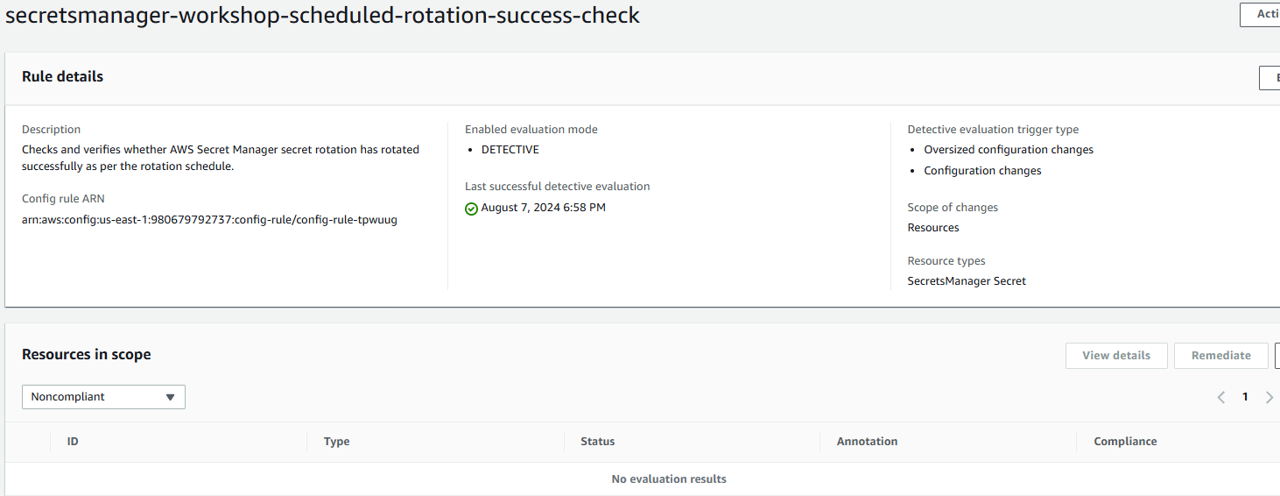 secretsmanager-workshop-scheduled-rotation-success-check
Acti
Rule details
E
Description
Checks and verifies whether AWS Secret Manager secret rotation has rotated
successfully as per the rotation schedule.
Config rule ARN
arn:aws:config:us-east-1:980679792737:config-rule/config-rule-tpwuug
Enabled evaluation mode
DETECTIVE
Last successful detective evaluation
August 7, 2024 6:58 PM
Detective evaluation trigger type
Oversized configuration changes
Configuration changes
Scope of changes
Resources
Resource types
SecretsManager Secret
Resources in scope
View details
Remediate
Noncompliant
1
ID Type Status Annotation Compliance
No evaluation results